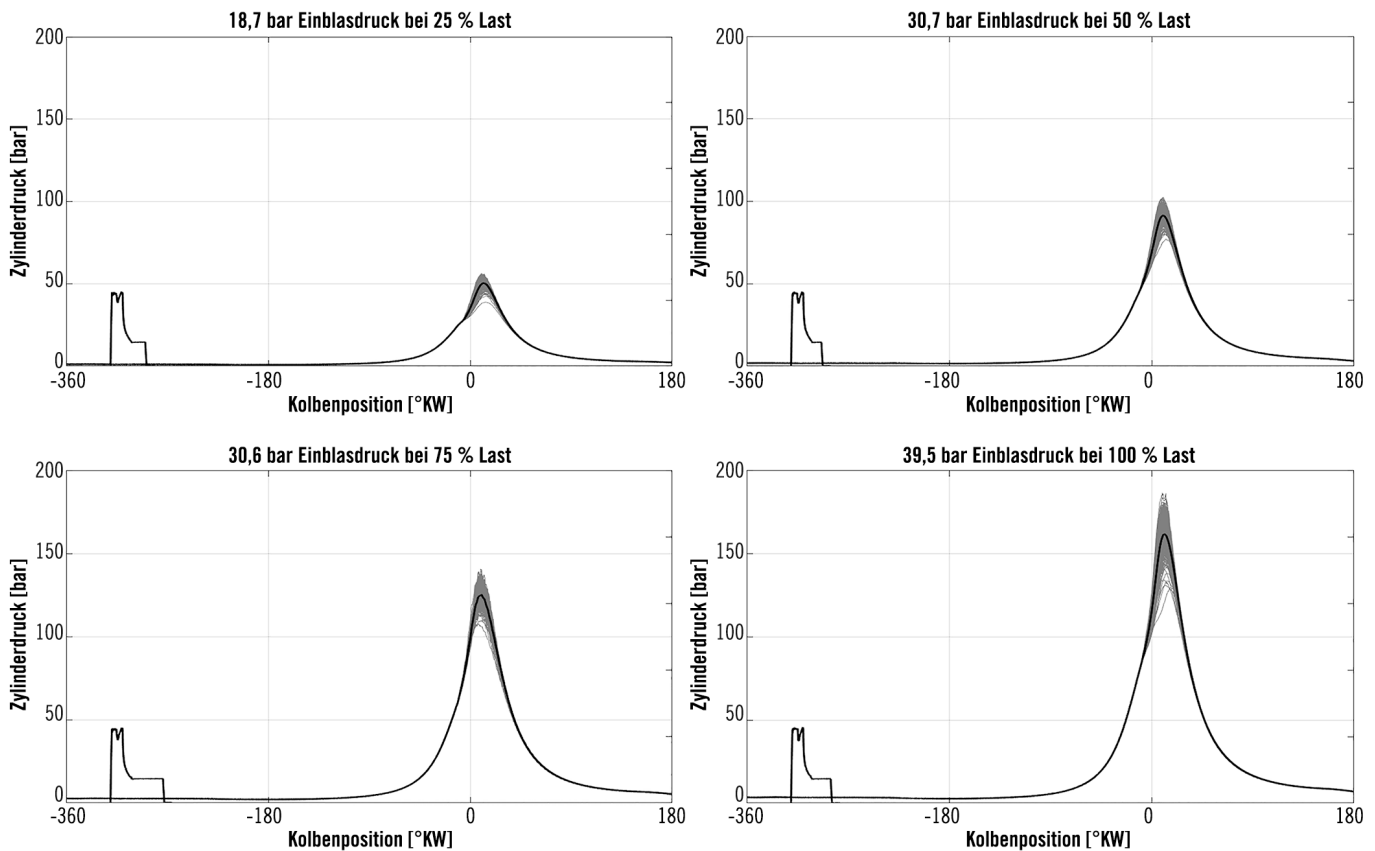 18,7 bar Einblasdruck bei 25 % Last
200
150
100
50
0
Zylinderdruck [bar]
-360 -180 0 180
Kolbenposition [°KW]
30,7 bar Einblasdruck bei 50 % Last
200
150
100
50
0
Zylinderdruck [bar]
-360 -180 0 180
Kolbenposition [°KW]
30,6 bar Einblasdruck bei 75 % Last
200
150
100
50
0
Zylinderdruck [bar]
-360 -180 0 180
Kolbenposition [°KW]
39,5 bar Einblasdruck bei 100 % Last
200
150
100
50
0
Zylinderdruck [bar]
-360 -180 0 180
Kolbenposition [°KW]